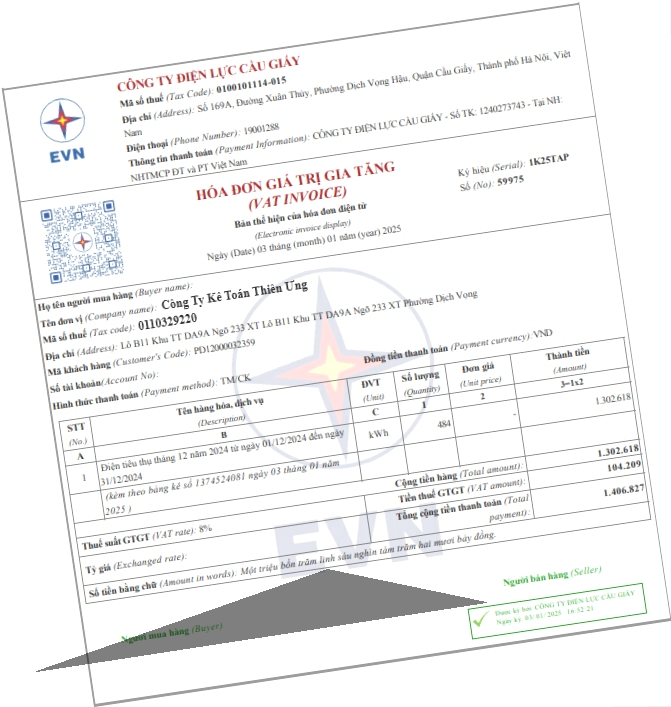 CÔNG TY ĐIỆN LỰC CẦU GIẤY
Mã số thuế (Tax Code): 0100101114-015
Địa chỉ (Address): Số 169A, Đường Xuân Thủy, Phường Dịch Vọng Hậu, Quận Cầu Giấy, Thành phố Hà Nội, Việt
Nam
Điện thoại (Phone Number): 19001288
Thông tin thanh toán (Payment Information): CÔNG TY ĐIỆN LỰC CẦU GIẤY - Số TK: 1240273743 - Tại NH:
NHTMCP ĐT và PT Việt Nam
EVN
HÓA ĐƠN GIÁ TRỊ GIA TĂNG
(VAT INVOICE)
Bản thể hiện của hóa đơn điện tử
(Electronic invoice display)
Ngày (Date) 03 tháng (month) 01 năm (year) 2025
Ký hiệu (Serial): 1K25TAP
Số (No): 59975
Họ tên người mua hàng (Buyer name):
Tên đơn vị (Company name): Công Ty Kế Toán Thiên Ưng
Mã số thuế (Tax code): 0110329220
Địa chỉ (Address): Lô B11 Khu TT DA9A Ngõ 233 XT Lô B11 Khu TT DA9A Ngõ 233 XT Phường Dịch Vọng
Mã khách hàng (Customer's Code): PD12000032359
Số tài khoản/Account No):
Hình thức thanh toán (Payment method): TM/CK
Đồng tiền thanh toán (Payment currency): VND
STT (No.) Tên hàng hóa, dịch vụ (Description) ĐVT (Unit) Số lượng (Quantity) Đơn giá (Unit price) Thành tiền (Amount)
A B C 1 2 3=1x2
1 Điện tiêu thụ tháng 12 năm 2024 từ ngày 01/12/2024 đến ngày kWh 484 - 1.302.618
31/12/2024
(kèm theo bảng kê số 1374524081 ngày 03 tháng 01 năm
2025 )
Cộng tiền hàng (Total amount): 1.302.618
Thuế suất GTGT (VAT rate): 8% Tiền thuế GTGT (VAT amount): 104.209
Tỷ giá (Exchanged rate): Tổng cộng tiền thanh toán (Total payment): 1.406.827
Số tiền bằng chữ (Amount in words): Một triệu bốn trăm linh sáu nghìn tám trăm hai mươi bảy đồng.
EVN
Người mua hàng (Buyer)
Người bán hàng (Seller)
Được ký bởi: CÔNG TY ĐIỆN LỰC CẦU GIẤY
Ngày ký: 03/01/2025 16:52:21